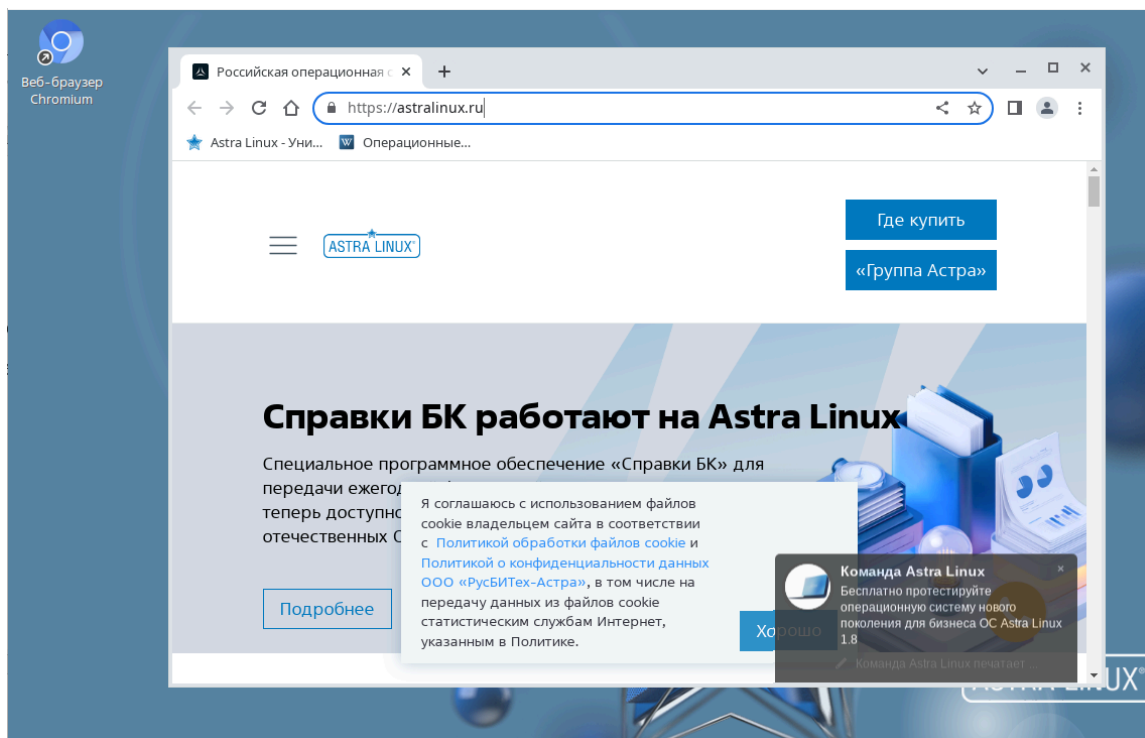 Веб-браузер
Chromium
Российская операционная с
https://astralinux.ru
Astra Linux - Уни...
W Операционные...
ASTRA LINUX®
Где купить
«Группа Астра»
Справки БК работают на Astra Linux
Специальное программное обеспечение «Справки БК» для
передачи
теперь доступно
отечественных
Подробнее
Я соглашаюсь с использованием файлов
cookie владельцем сайта в соответствии
с Политикой обработки файлов cookie и
Политикой о конфиденциальности данных
ООО «РусБИТех-Астра», в том числе на
передачу данных из файлов cookie
статистическим службам Интернет,
указанным в Политике.
Хорошо
Команда Astra Linux
Бесплатно протестируйте
операционную систему нового
поколения для бизнеса ОС Astra Linux
1.8
Команда Astra Linux печатает ...
ASTRA LINUX®